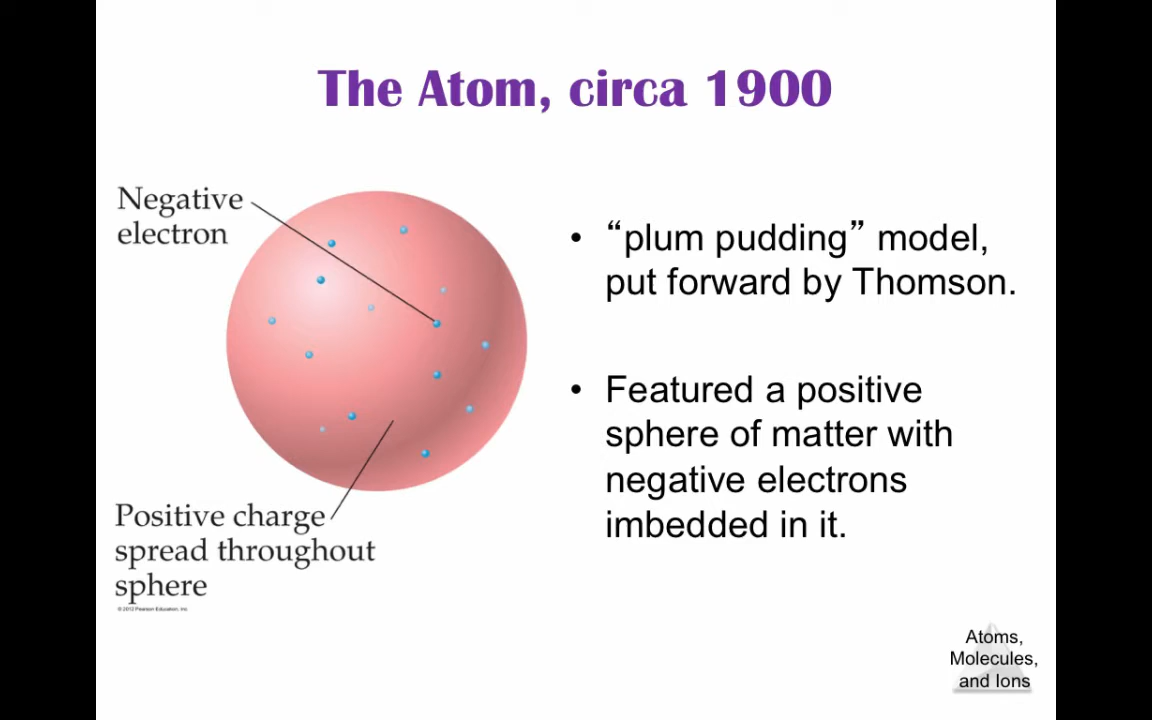 The Atom, circa 1900
Negative
electron
Positive charge
spread throughout
sphere
© 2012 Pearson Education, Inc.
• “plum pudding” model,
put forward by Thomson.
• Featured a positive
sphere of matter with
negative electrons
imbedded in it.
Atoms,
Molecules,
and Ions